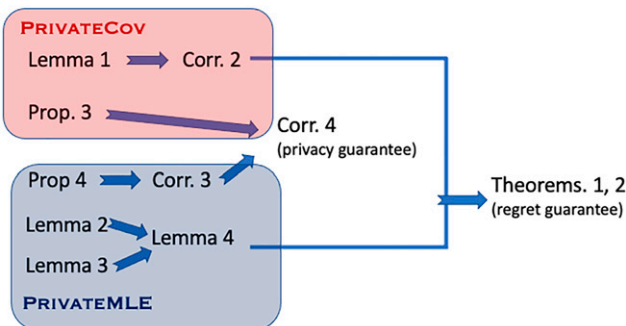 PRIVATECOV
Lemma 1
Corr. 2
Prop. 3
Corr. 4
(privacy guarantee)
Prop 4
Corr. 3
Theorems. 1, 2
(regret guarantee)
Lemma 2
Lemma 4
Lemma 3
PRIVATEMLE